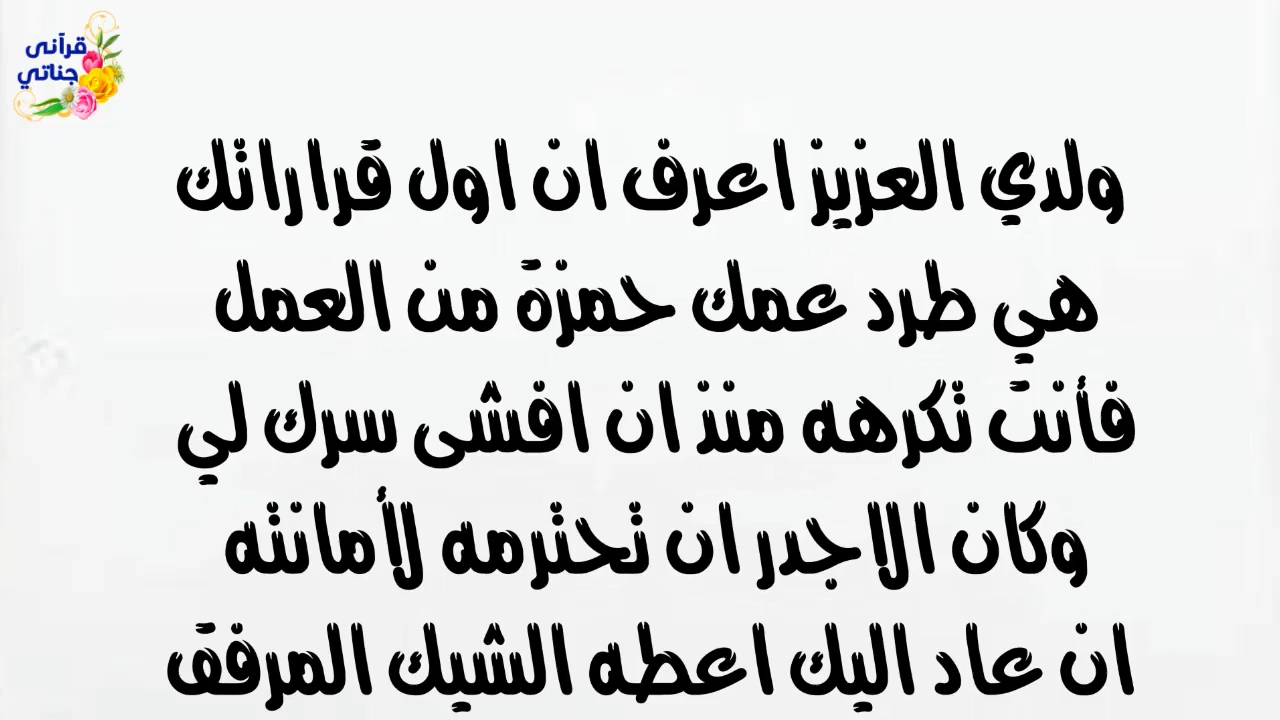 قرآنى
جناتي
ولدي العزيز اعرف ان اول قراراتك
هي طرد عمك حمزة من العمل
فأنت تكرهه منذ ان افشى سرك لي
وكان الاجدر ان تحترمه لأمانته
ان عاد اليك اعطه الشيك المرفق